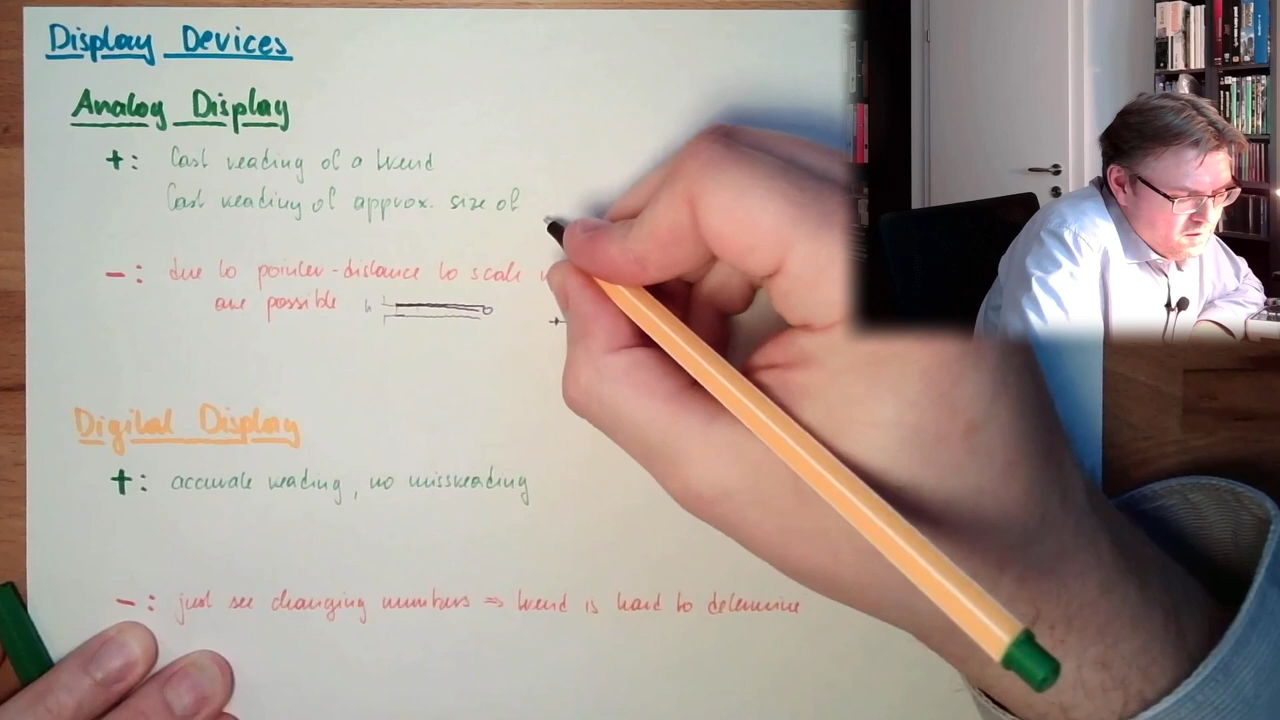 Display Devices
Analog Display
+: fast reading of a trend
fast reading of approx. size of
-: due to pointer-distance to scale
are possible
Digital Display
+: accurate reading, no missreading
-: just see changing numbers ⇒ trend is hard to determine